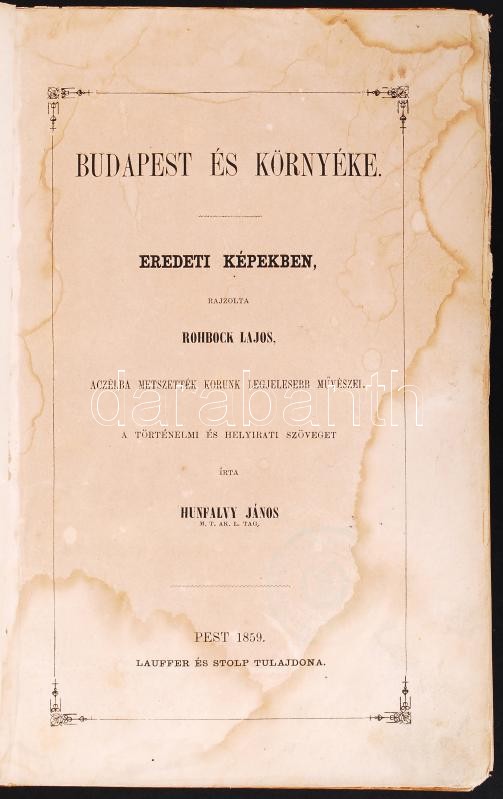 BUDAPEST ÉS KÖRNYÉKE.
EREDETI KÉPEKBEN,
RAJZOLTA
ROHBOCK LAJOS,
ACZÉLBA METSZETTÉK KORUNK LEGJELESEBB MŰVÉSZEI.
darabanth
A TÖRTÉNELMI ÉS HELYIRATI SZÖVEGET
ÍRTA
HUNFALVY JÁNOS
M. T. AK. L. TAG,
PEST 1859.
LAUFFER ÉS STOLP TULAJDONA.